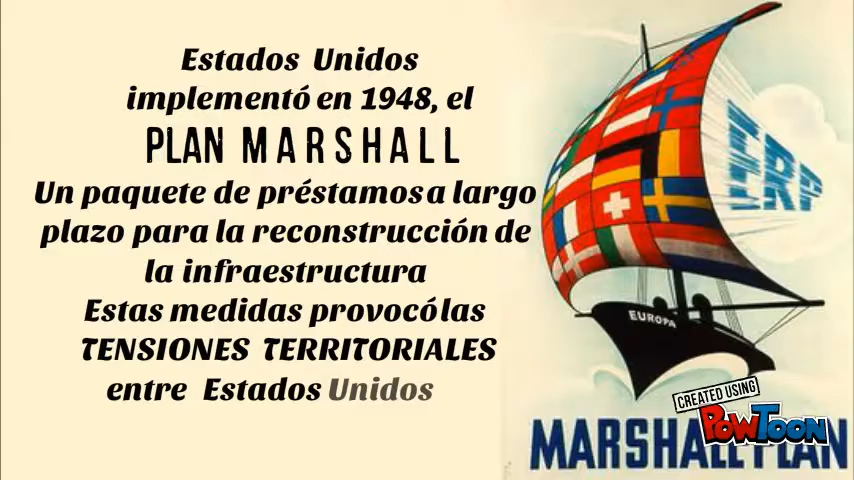 Estados Unidos
implementó en 1948, el
PLAN MARSHALL
Un paquete de préstamos a largo
plazo para la reconstrucción de
la infraestructura
Estas medidas provocó las
TENSIONES TERRITORIALES
entre Estados Unidos
ERP
EUROPA
CREATED USING
POWTOON
MARSHALL PLAN